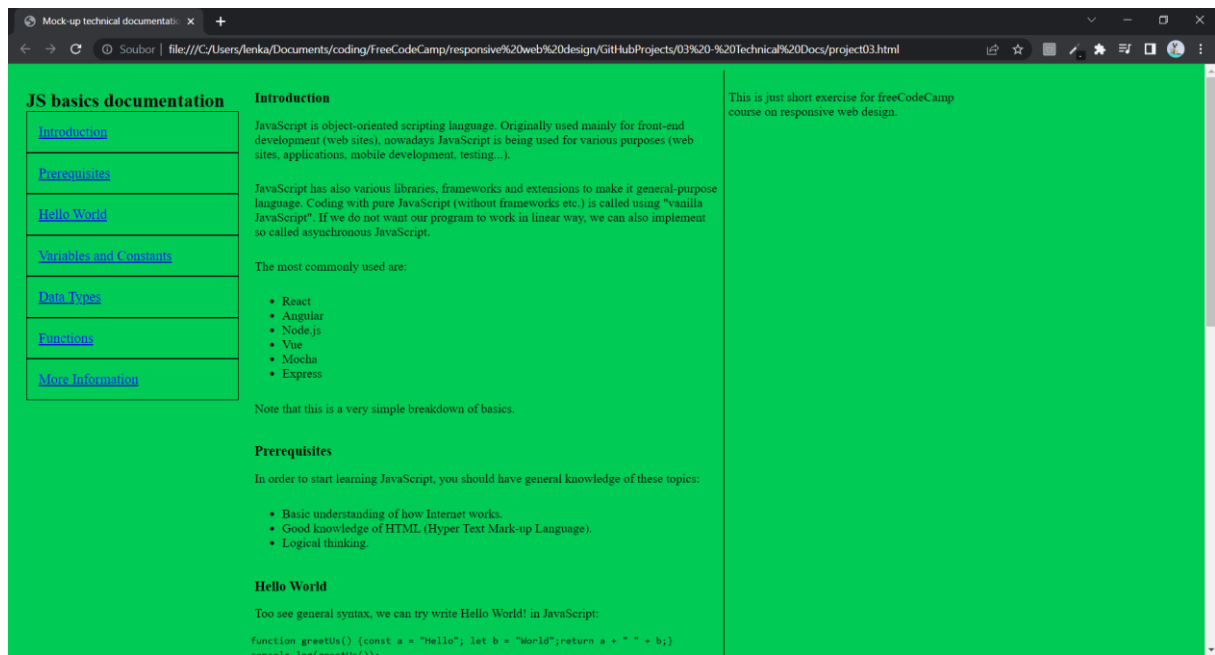 Mock-up technical documentatio
Soubor
file:///C:/Users/lenka/Documents/coding/FreeCodeCamp/responsive%20web%20design/GitHubProjects/03%20-%20Technical%20Docs/project03.html
JS basics documentation
Introduction
Prerequisites
Hello World
Variables and Constants
Data Types
Functions
More Information
Introduction
JavaScript is object-oriented scripting language. Originally used mainly for front-end
development (web sites), nowadays JavaScript is being used for various purposes (web
sites, applications, mobile development, testing...).
JavaScript has also various libraries, frameworks and extensions to make it general-purpose
language. Coding with pure JavaScript (without frameworks etc.) is called using "vanilla
JavaScript". If we do not want our program to work in linear way, we can also implement
so called asynchronous JavaScript.
The most commonly used are:
• React
• Angular
• Node.js
• Vue
• Mocha
• Express
Note that this is a very simple breakdown of basics.
Prerequisites
In order to start learning JavaScript, you should have general knowledge of these topics:
• Basic understanding of how Internet works.
• Good knowledge of HTML (Hyper Text Mark-up Language).
• Logical thinking.
Hello World
Too see general syntax, we can try write Hello World! in JavaScript:
function greetUs() {const a = "Hello"; let b = "World";return a + " " + b;}
console.log(greetUs());
This is just short exercise for freeCodeCamp
course on responsive web design.